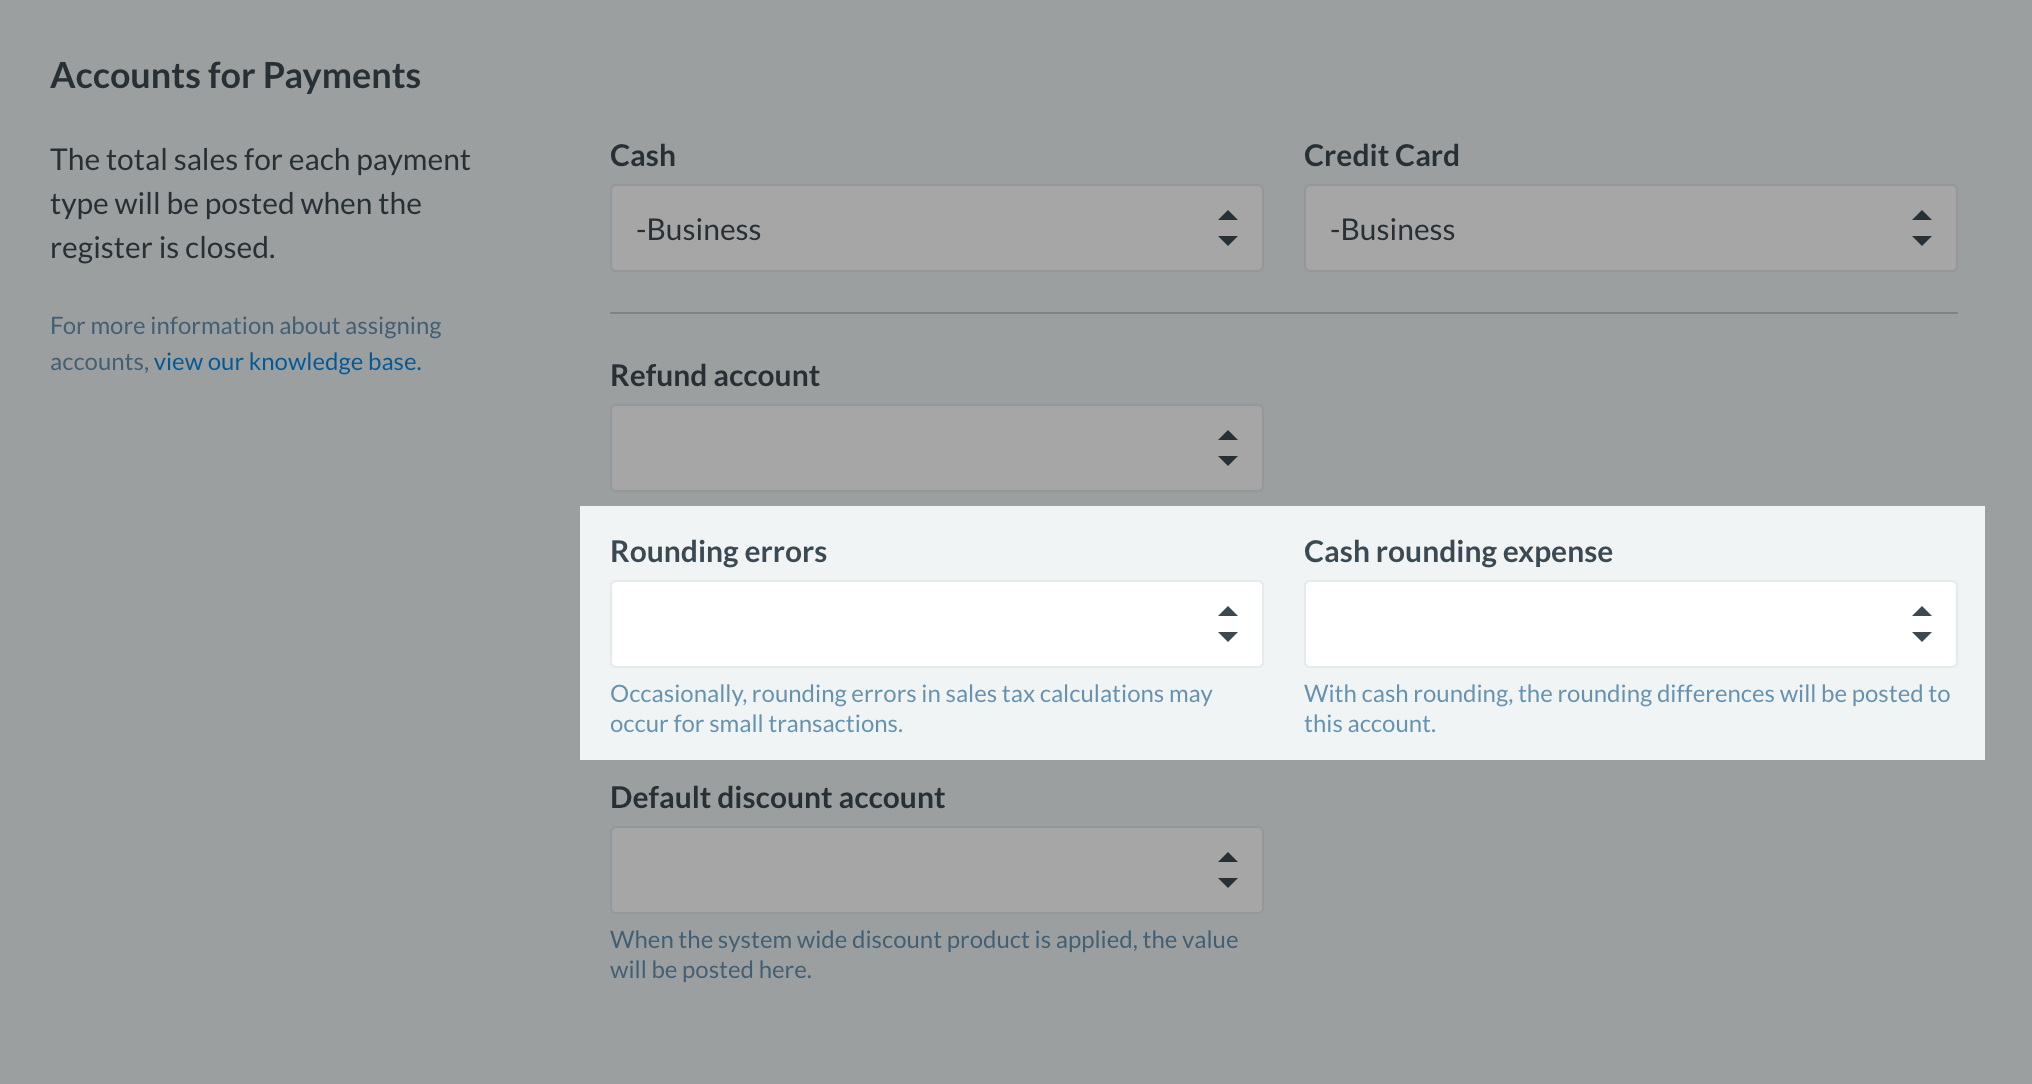 Accounts for Payments
The total sales for each payment
type will be posted when the
register is closed.
For more information about assigning
accounts, view our knowledge base.
Cash
-Business
Credit Card
-Business
Refund account
Rounding errors
Occasionally, rounding errors in sales tax calculations may
occur for small transactions.
Cash rounding expense
With cash rounding, the rounding differences will be posted to
this account.
Default discount account
When the system wide discount product is applied, the value
will be posted here.